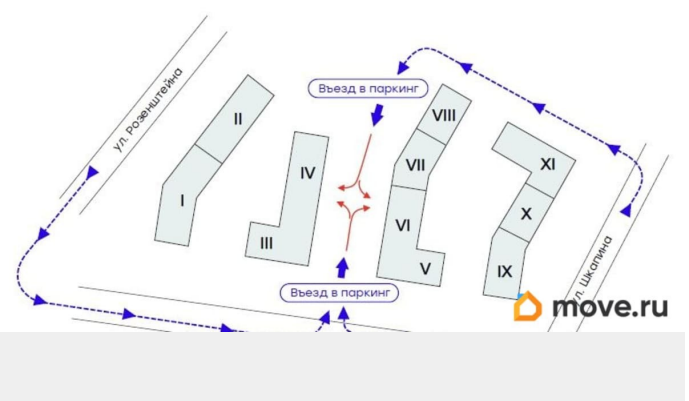 Въезд в паркинг
ул. Розенштейна
VIII
II
VII
IV
XI
I
X
VI
III
V
IX
ул. Шкапина
Въезд в паркинг
move.ru